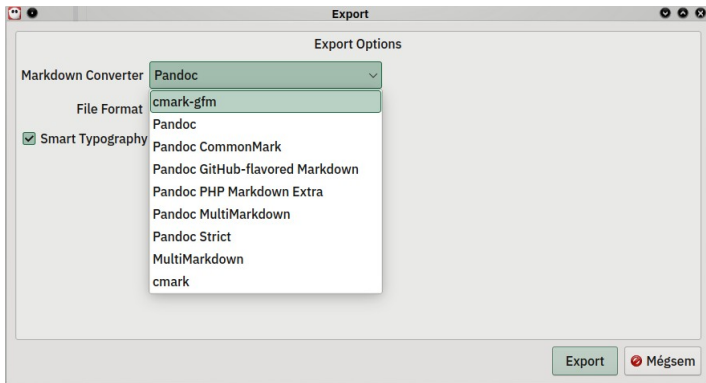 Export
Export Options
Markdown Converter Pandoc
File Format
Smart Typography
cmark-gfm
Pandoc
Pandoc CommonMark
Pandoc GitHub-flavored Markdown
Pandoc PHP Markdown Extra
Pandoc MultiMarkdown
Pandoc Strict
MultiMarkdown
cmark
Export Mégsem